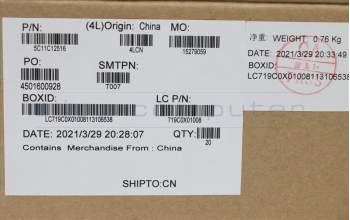 P/N:
(4L)Origin: China
MO:
5C11C12516
4LCN
15279059
PO:
SMTPN:
4501600928
T007
BOXID:
LC P/N:
LC719C0X01008113106538
719C0X01008
DATE: 2021/3/29 20:28:07
QTY:
20
Contains Merchandise From : China
SHIPTO:CN
净重: WEIGHT 0.76 Kg
DATE: 2021/3/29 20:33:49
BOXID:
LC719C0X01008113106538